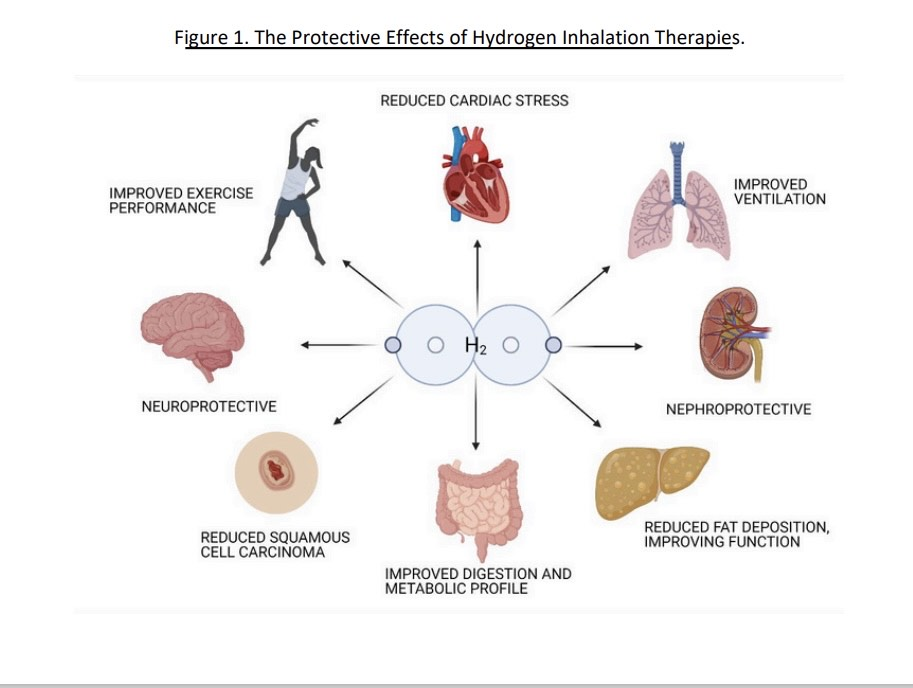 Figure 1. The Protective Effects of Hydrogen Inhalation Therapies.
REDUCED CARDIAC STRESS
IMPROVED EXERCISE
PERFORMANCE
IMPROVED
VENTILATION
H₂
NEUROPROTECTIVE
NEPHROPROTECTIVE
REDUCED SQUAMOUS
CELL CARCINOMA
REDUCED FAT DEPOSITION,
IMPROVING FUNCTION
IMPROVED DIGESTION AND
METABOLIC PROFILE